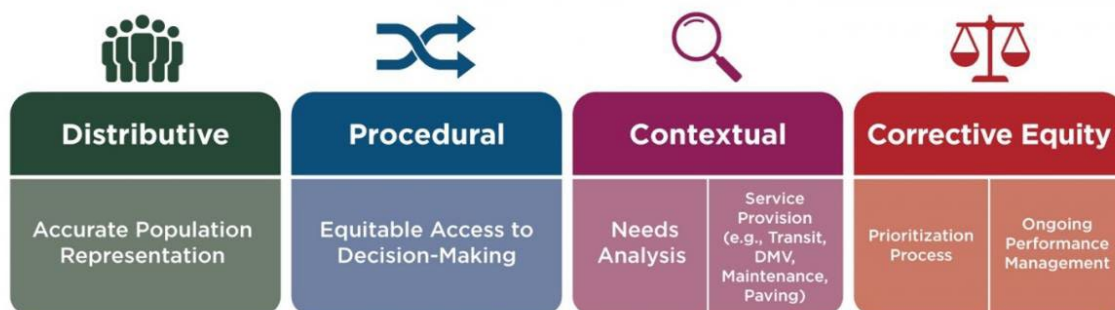 Distributive
Accurate Population
Representation
Procedural
Equitable Access to
Decision-Making
Contextual
Needs
Analysis
Service
Provision
(e.g., Transit,
DMV,
Maintenance,
Paving)
Corrective Equity
Prioritization
Process
Ongoing
Performance
Management